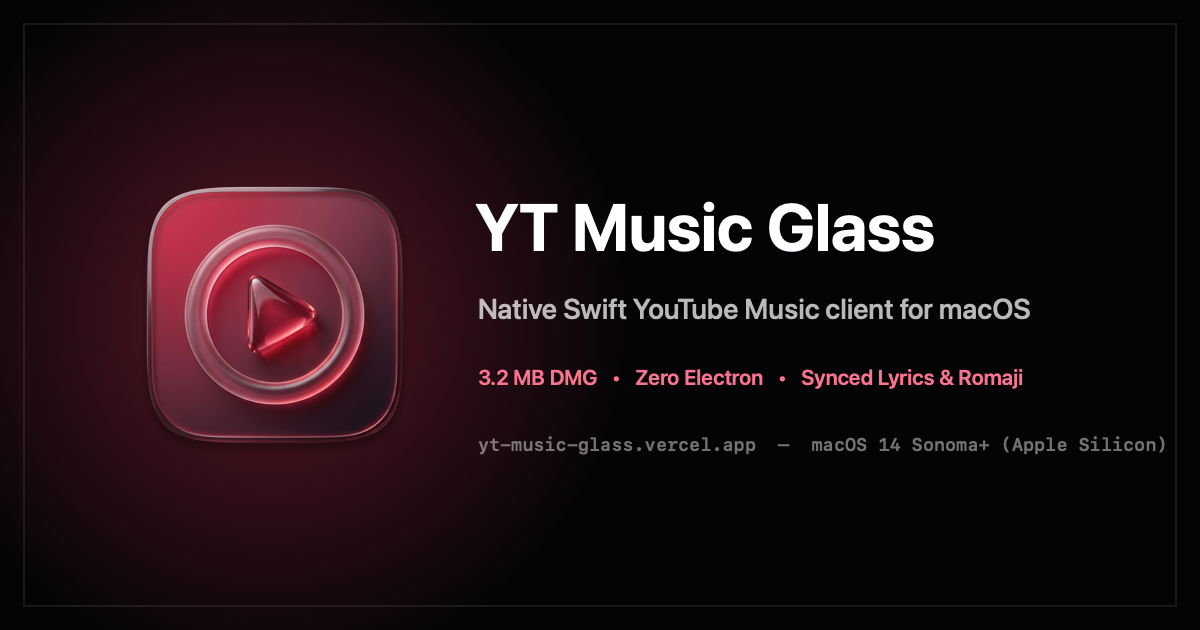 YT Music Glass
Native Swift YouTube Music client for macOS
3.2 MB DMG • Zero Electron • Synced Lyrics & Romaji
yt-music-glass.vercel.app — macOS 14 Sonoma+ (Apple Silicon)